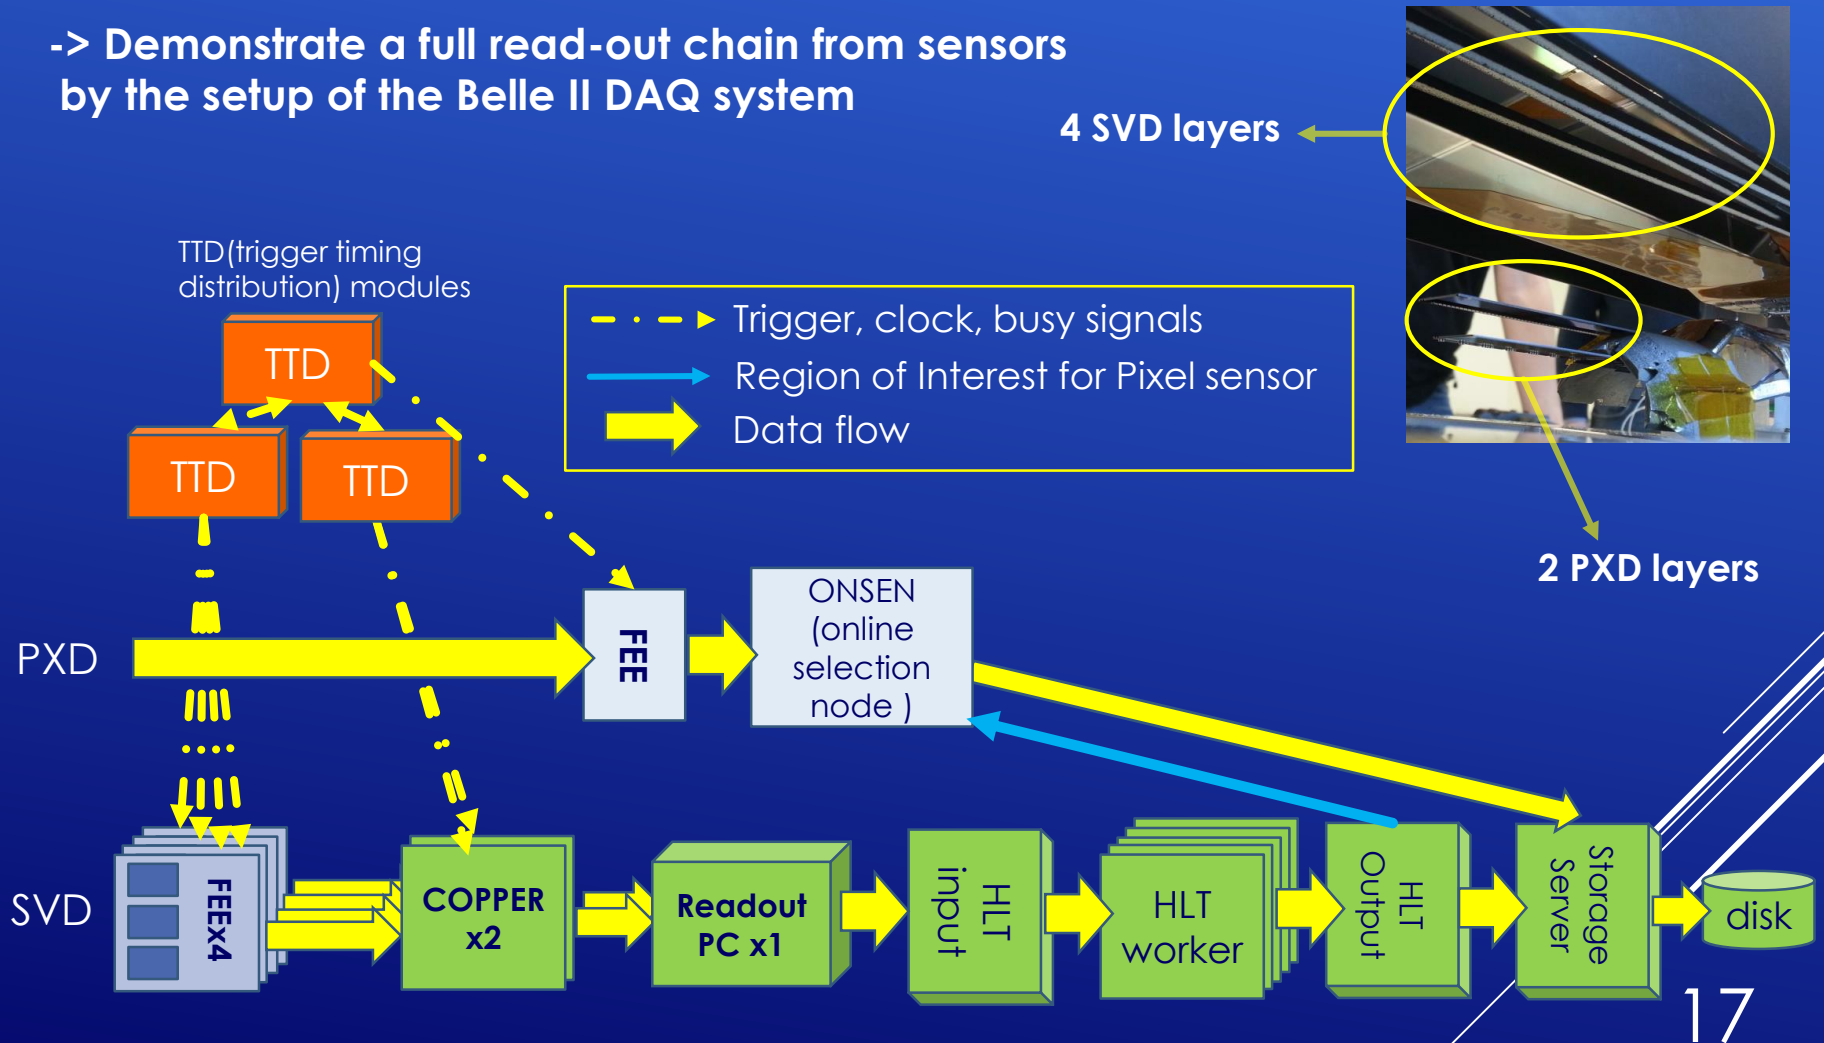 -> Demonstrate a full read-out chain from sensors
by the setup of the Belle II DAQ system
4 SVD layers
2 PXD layers
TTD(trigger timing
distribution) modules
TTD
TTD
TTD
Trigger, clock, busy signals
Region of Interest for Pixel sensor
Data flow
PXD
FEE
ONSEN
(online
selection
node )
SVD
FEEx4
COPPER
x2
Readout
PC x1
HLT
input
HLT
worker
HLT
Output
Storage
Server
disk
17